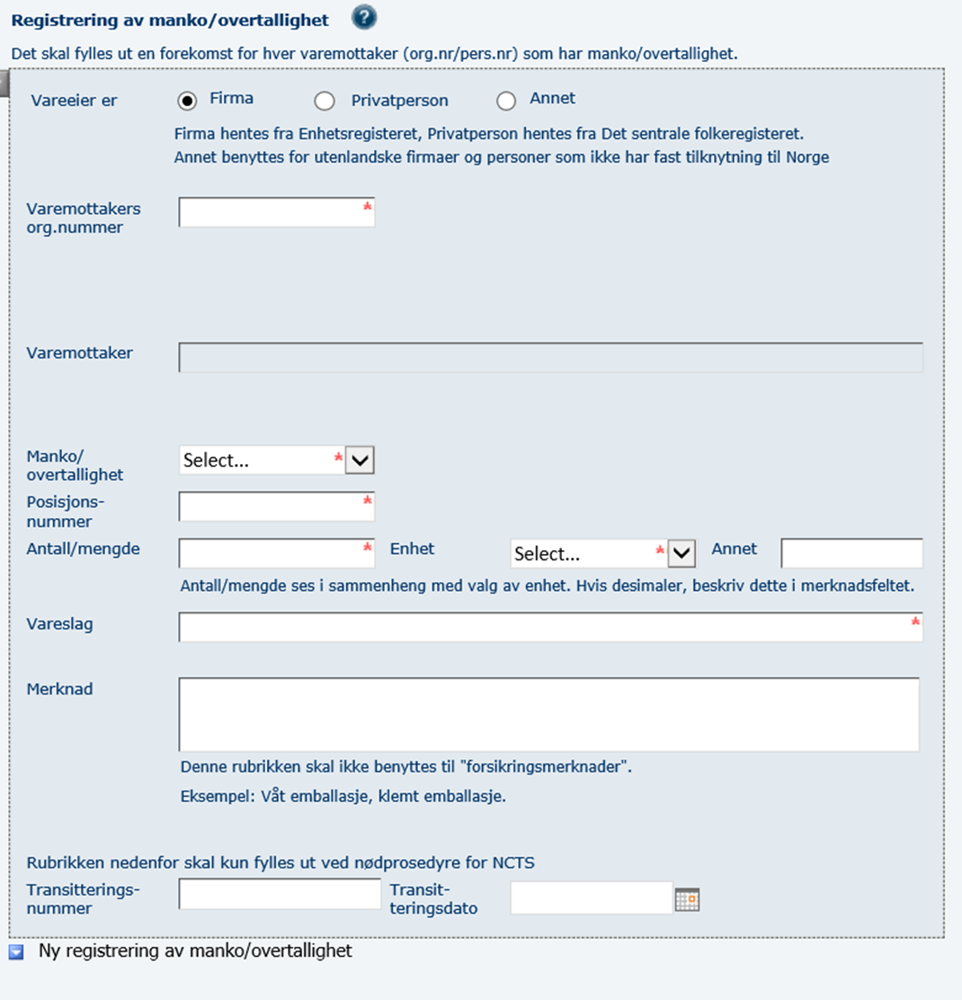 Registrering av manko/overtallighet ?
Det skal fylles ut en forekomst for hver varemottaker (org.nr/pers.nr) som har manko/overtallighet.
Vareeier er Firma Privatperson Annet
Firma hentes fra Enhetsregisteret, Privatperson hentes fra Det sentrale folkeregisteret.
Annet benyttes for utenlandske firmaer og personer som ikke har fast tilknytning til Norge
Varemottakers
org.nummer *
Varemottaker
Manko/
overtallighet Select... *
Posisjons-
nummer *
Antall/mengde * Enhet Select... * Annet
Antall/mengde ses i sammenheng med valg av enhet. Hvis desimaler, beskriv dette i merknadsfeltet.
Vareslag *
Merknad
Denne rubrikken skal ikke benyttes til "forsikringsmerknader".
Eksempel: Våt emballasje, klemt emballasje.
Rubrikken nedenfor skal kun fylles ut ved nødprosedyre for NCTS
Transitterings-
nummer
Transit-
teringsdato
Ny registrering av manko/overtallighet